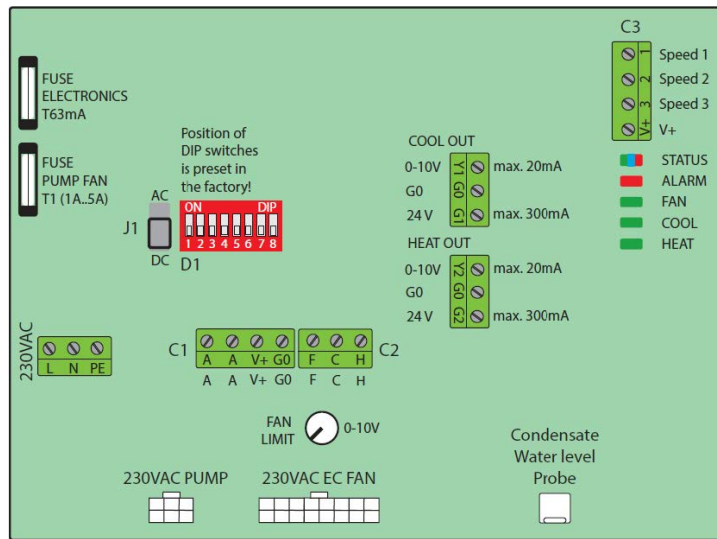 FUSE
ELECTRONICS
T63mA
FUSE
PUMP FAN
T1 (1A..5A)
Position of
DIP switches
is preset in
the factory!
AC
J1
DC
ON DIP
1 2 3 4 5 6 7 8
D1
C3
1 Speed 1
2 Speed 2
3 Speed 3
V+ V+
STATUS
ALARM
FAN
COOL
HEAT
COOL OUT
0-10V Y1 max. 20mA
G0 G0
24 V G1 max. 300mA
HEAT OUT
0-10V Y2 max. 20mA
G0 G0
24 V G2 max. 300mA
230VAC
L N PE
C1 A A V+ G0 F C H C2
A A V+ G0 F C H
FAN
LIMIT
0-10V
230VAC PUMP
230VAC EC FAN
Condensate
Water level
Probe